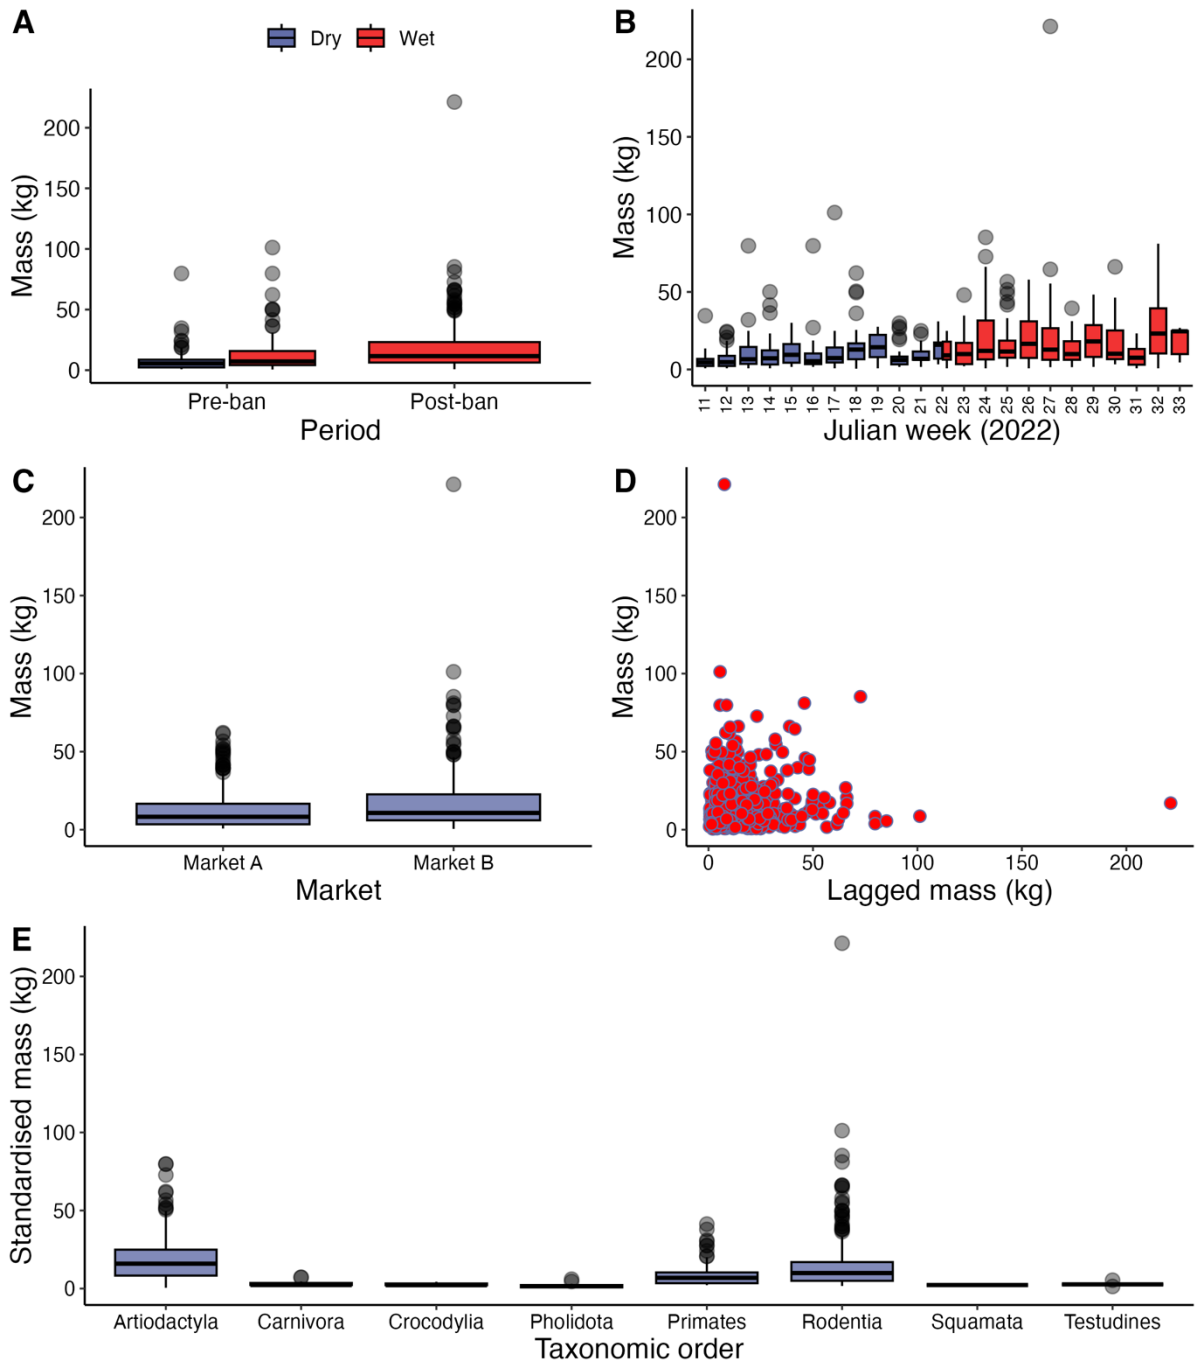 A
Dry Wet
Mass (kg)
200
150
100
50
0
Pre-ban Post-ban
Period
B
Mass (kg)
200
150
100
50
0
11 12 13 14 15 16 17 18 19 20 21 22 23 24 25 26 27 28 29 30 31 32 33
Julian week (2022)
C
Mass (kg)
200
150
100
50
0
Market A Market B
Market
D
Mass (kg)
200
150
100
50
0
0 50 100 150 200
Lagged mass (kg)
E
Standardised mass (kg)
200
150
100
50
0
Artiodactyla Carnivora Crocodylia Pholidota Primates Rodentia Squamata Testudines
Taxonomic order